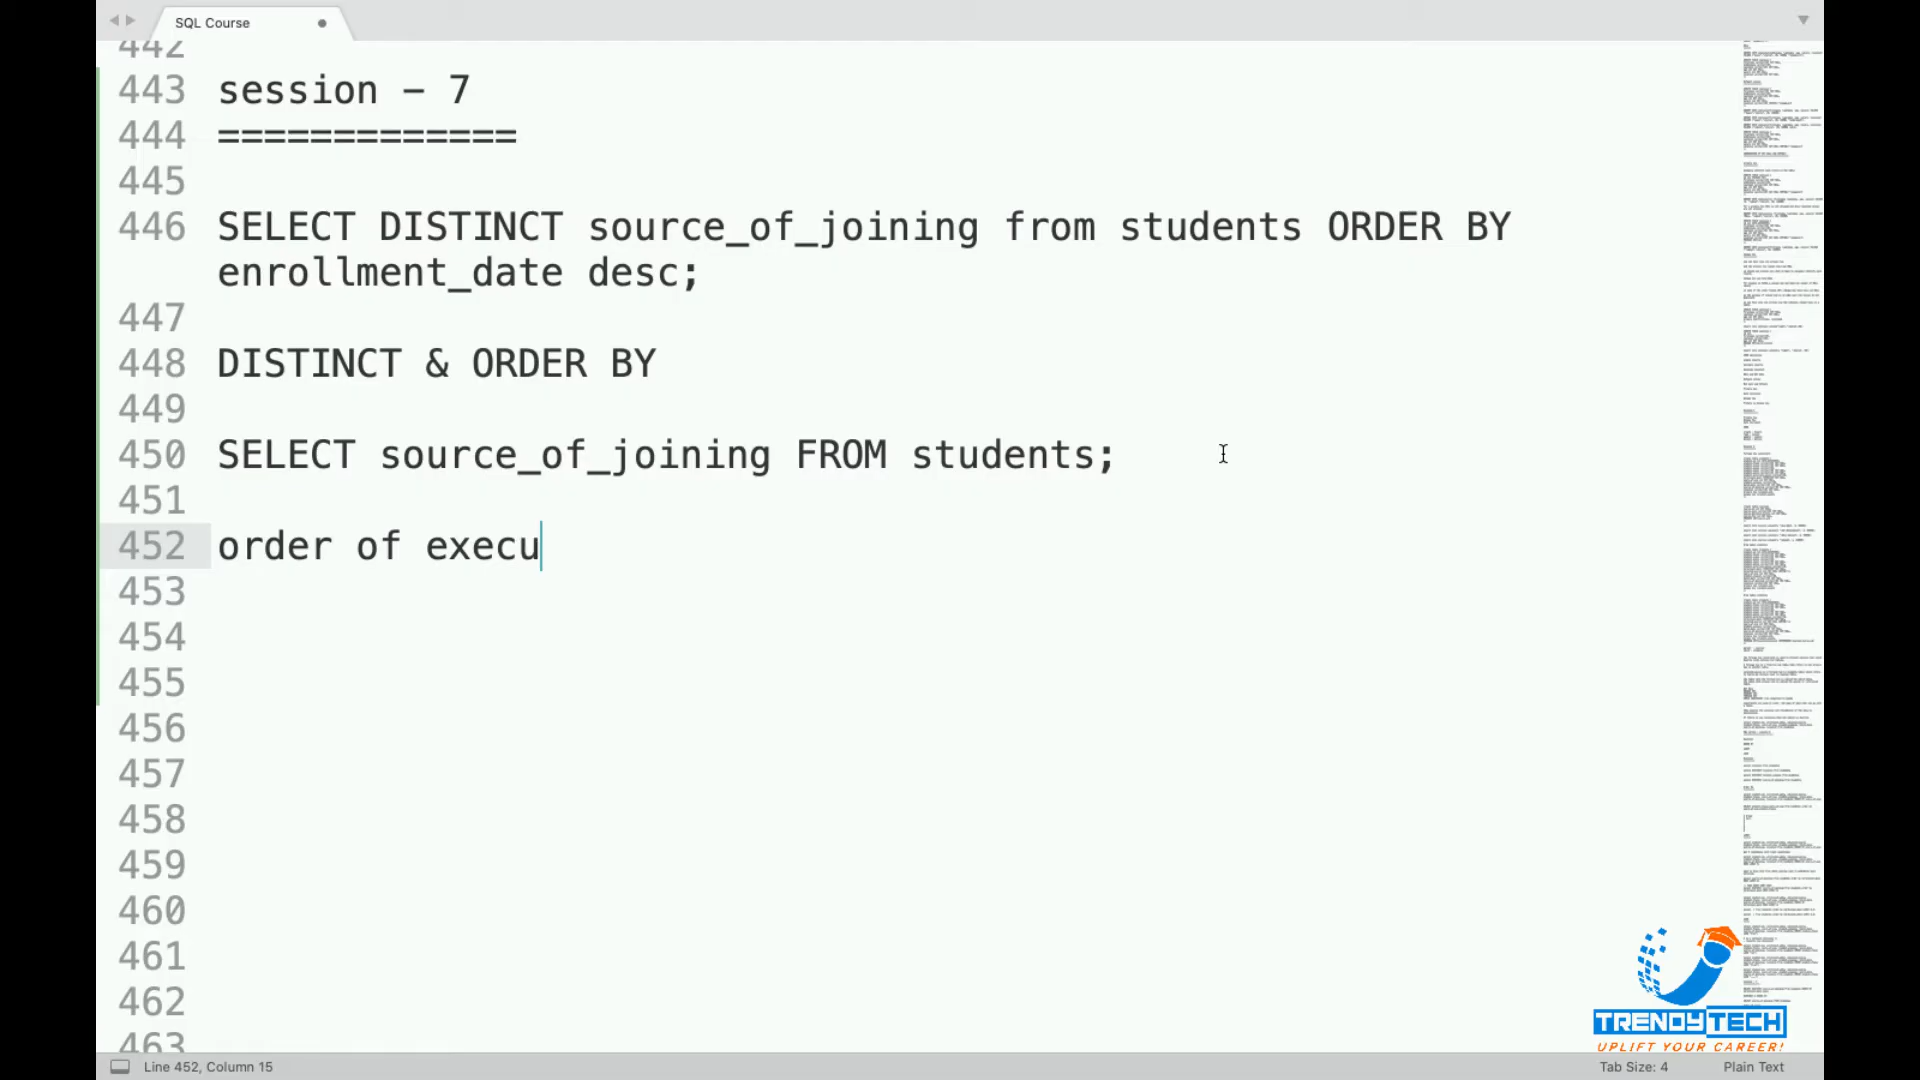 SQL Course
442
443 session - 7
444 =============
445
446 SELECT DISTINCT source_of_joining from students ORDER BY
enrollment_date desc;
447
448 DISTINCT & ORDER BY
449
450 SELECT source_of_joining FROM students;
451
452 order of execu
453
454
455
456
457
458
459
460
461
462
463
TRENDYTECH
UPLIFT YOUR CAREER!
Line 452, Column 15
Tab Size: 4
Plain Text